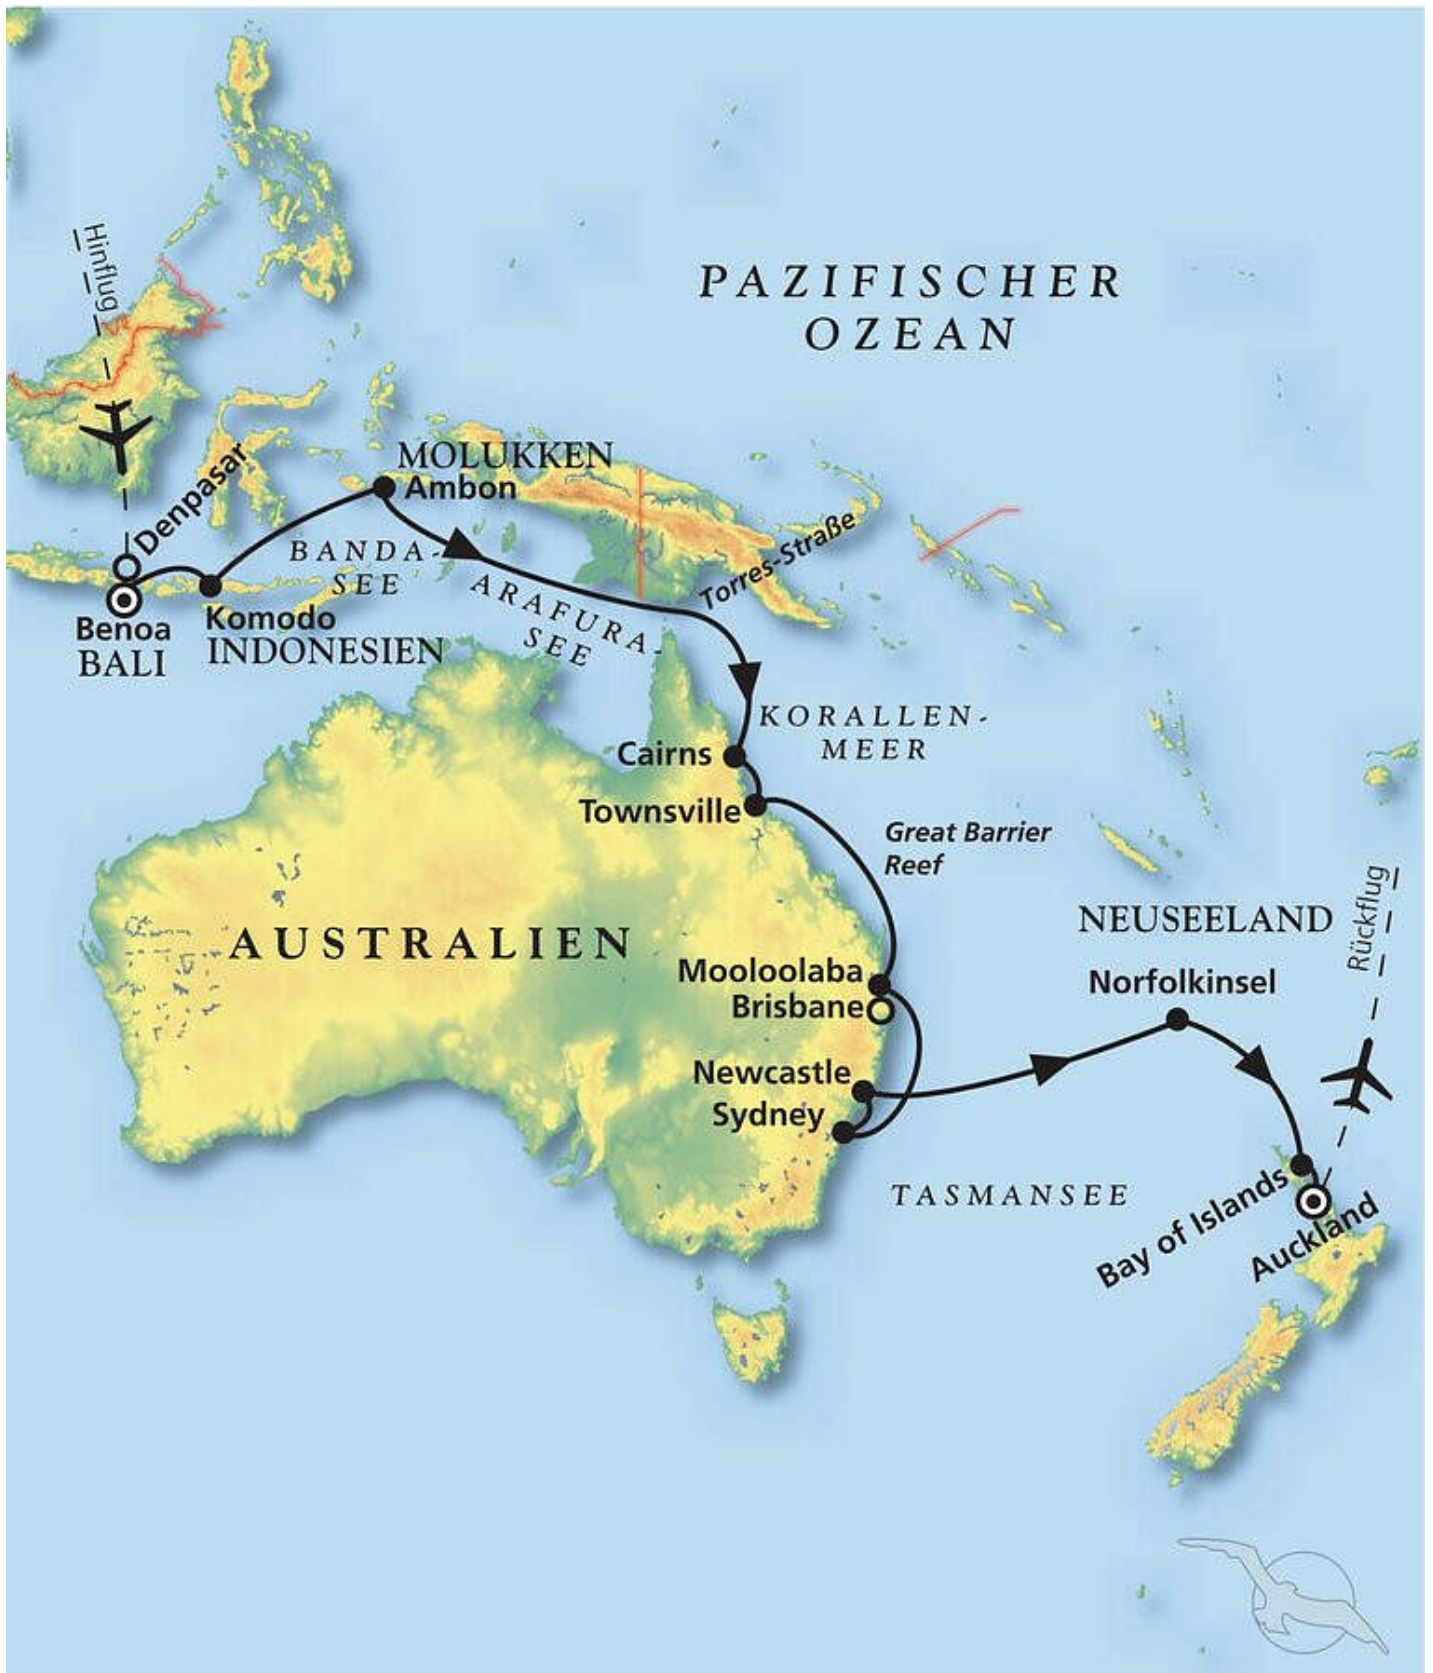 Hinflug
PAZIFISCHER
OZEAN
MOLUKKEN
Ambon
Denpasar
BANDA-
SEE
Torres-Straße
ARAFURA-
SEE
Benoa
BALI
Komodo
INDONESIEN
KORALLEN-
MEER
Cairns
Townsville
Great Barrier
Reef
Rückflug
NEUSEELAND
AUSTRALIEN
Mooloolaba
Brisbane
Norfolkinsel
Newcastle
Sydney
TASMANSEE
Bay of Islands
Auckland